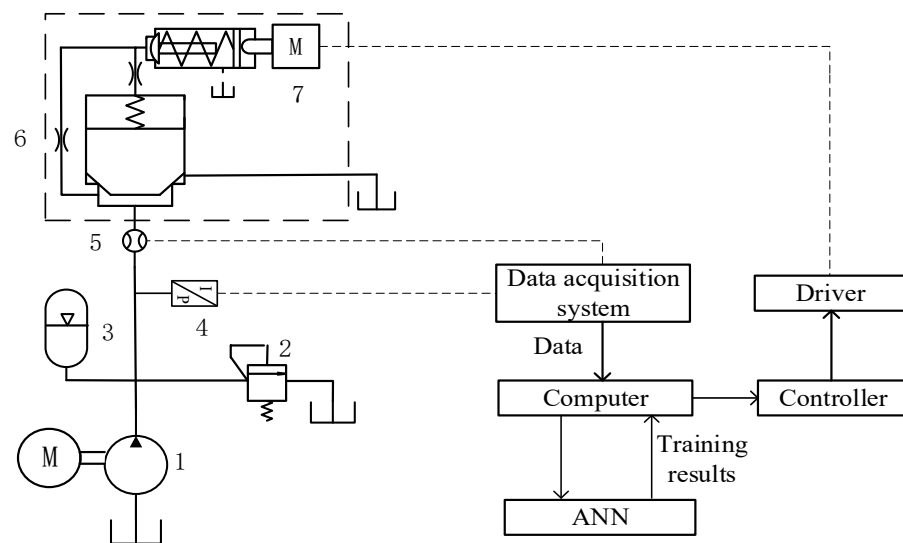 M
7
6
5
I
P
4
3
2
M
1
Data acquisition
system
Data
Computer
Training
results
ANN
Driver
Controller